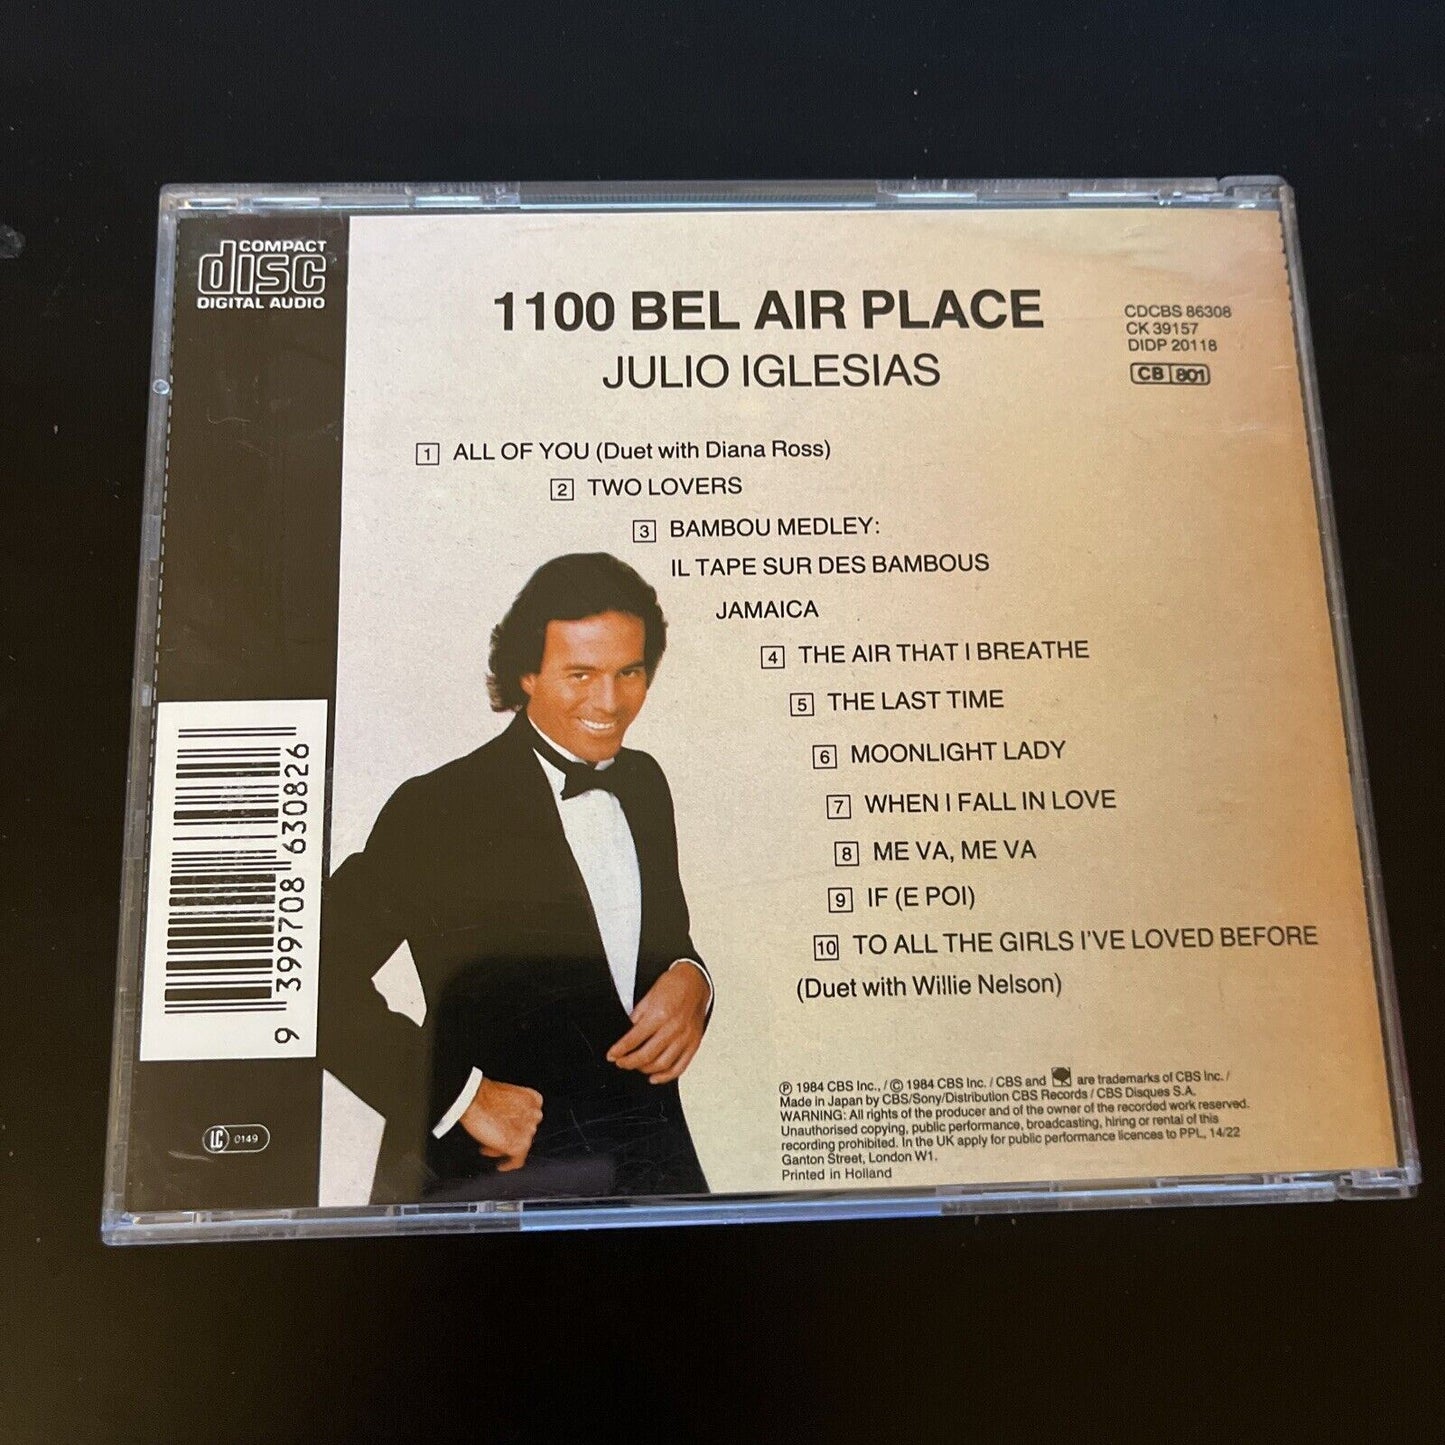 COMPACT
disc
DIGITAL AUDIO
1100 BEL AIR PLACE
JULIO IGLESIAS
CDCBS 86308
CK 39157
DIDP 20118
CB 801
1 ALL OF YOU (Duet with Diana Ross)
2 TWO LOVERS
3 BAMBOU MEDLEY:
IL TAPE SUR DES BAMBOUS
JAMAICA
4 THE AIR THAT I BREATHE
5 THE LAST TIME
6 MOONLIGHT LADY
7 WHEN I FALL IN LOVE
8 ME VA, ME VA
9 IF (E POI)
10 TO ALL THE GIRLS I'VE LOVED BEFORE
(Duet with Willie Nelson)
9 399708 630826
LC 0149
℗ 1984 CBS Inc., / © 1984 CBS Inc. / CBS and are trademarks of CBS Inc. /
Made in Japan by CBS/Sony/Distribution CBS Records / CBS Disques S.A.
WARNING: All rights of the producer and of the owner of the recorded work reserved.
Unauthorised copying, public performance, broadcasting, hiring or rental of this
recording prohibited. In the UK apply for public performance licences to PPL, 14/22
Ganton Street, London W1.
Printed in Holland